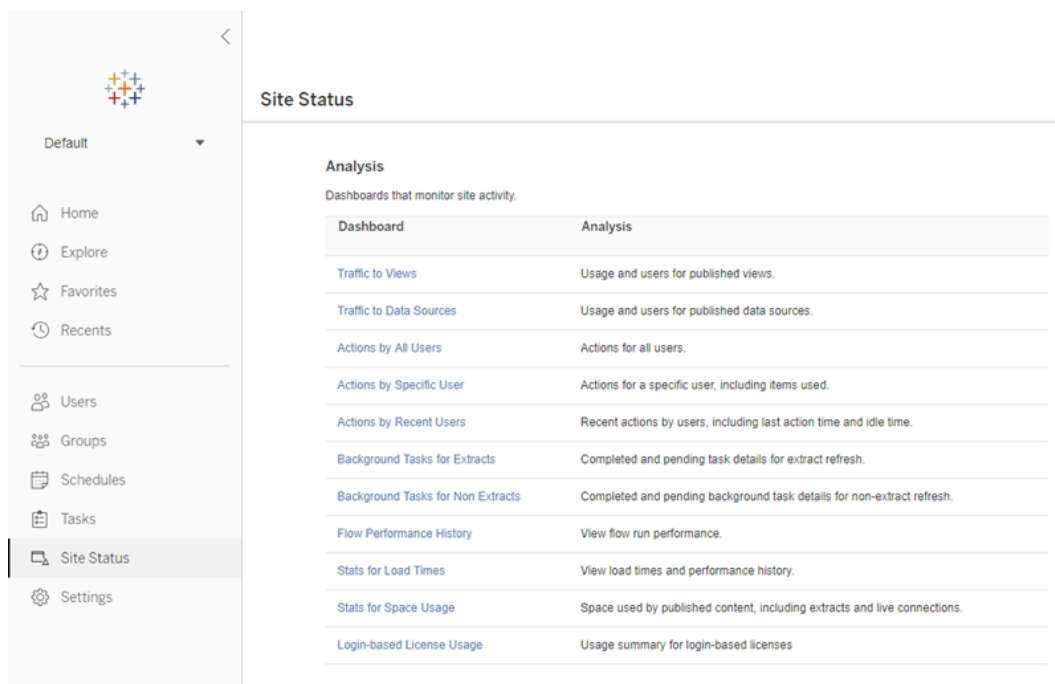 Default
Home
Explore
Favorites
Recents
Users
Groups
Schedules
Tasks
Site Status
Settings
Site Status
Analysis
Dashboards that monitor site activity.
Dashboard Analysis
Traffic to Views Usage and users for published views.
Traffic to Data Sources Usage and users for published data sources.
Actions by All Users Actions for all users.
Actions by Specific User Actions for a specific user, including items used.
Actions by Recent Users Recent actions by users, including last action time and idle time.
Background Tasks for Extracts Completed and pending task details for extract refresh.
Background Tasks for Non Extracts Completed and pending background task details for non-extract refresh.
Flow Performance History View flow run performance.
Stats for Load Times View load times and performance history.
Stats for Space Usage Space used by published content, including extracts and live connections.
Login-based License Usage Usage summary for login-based licenses